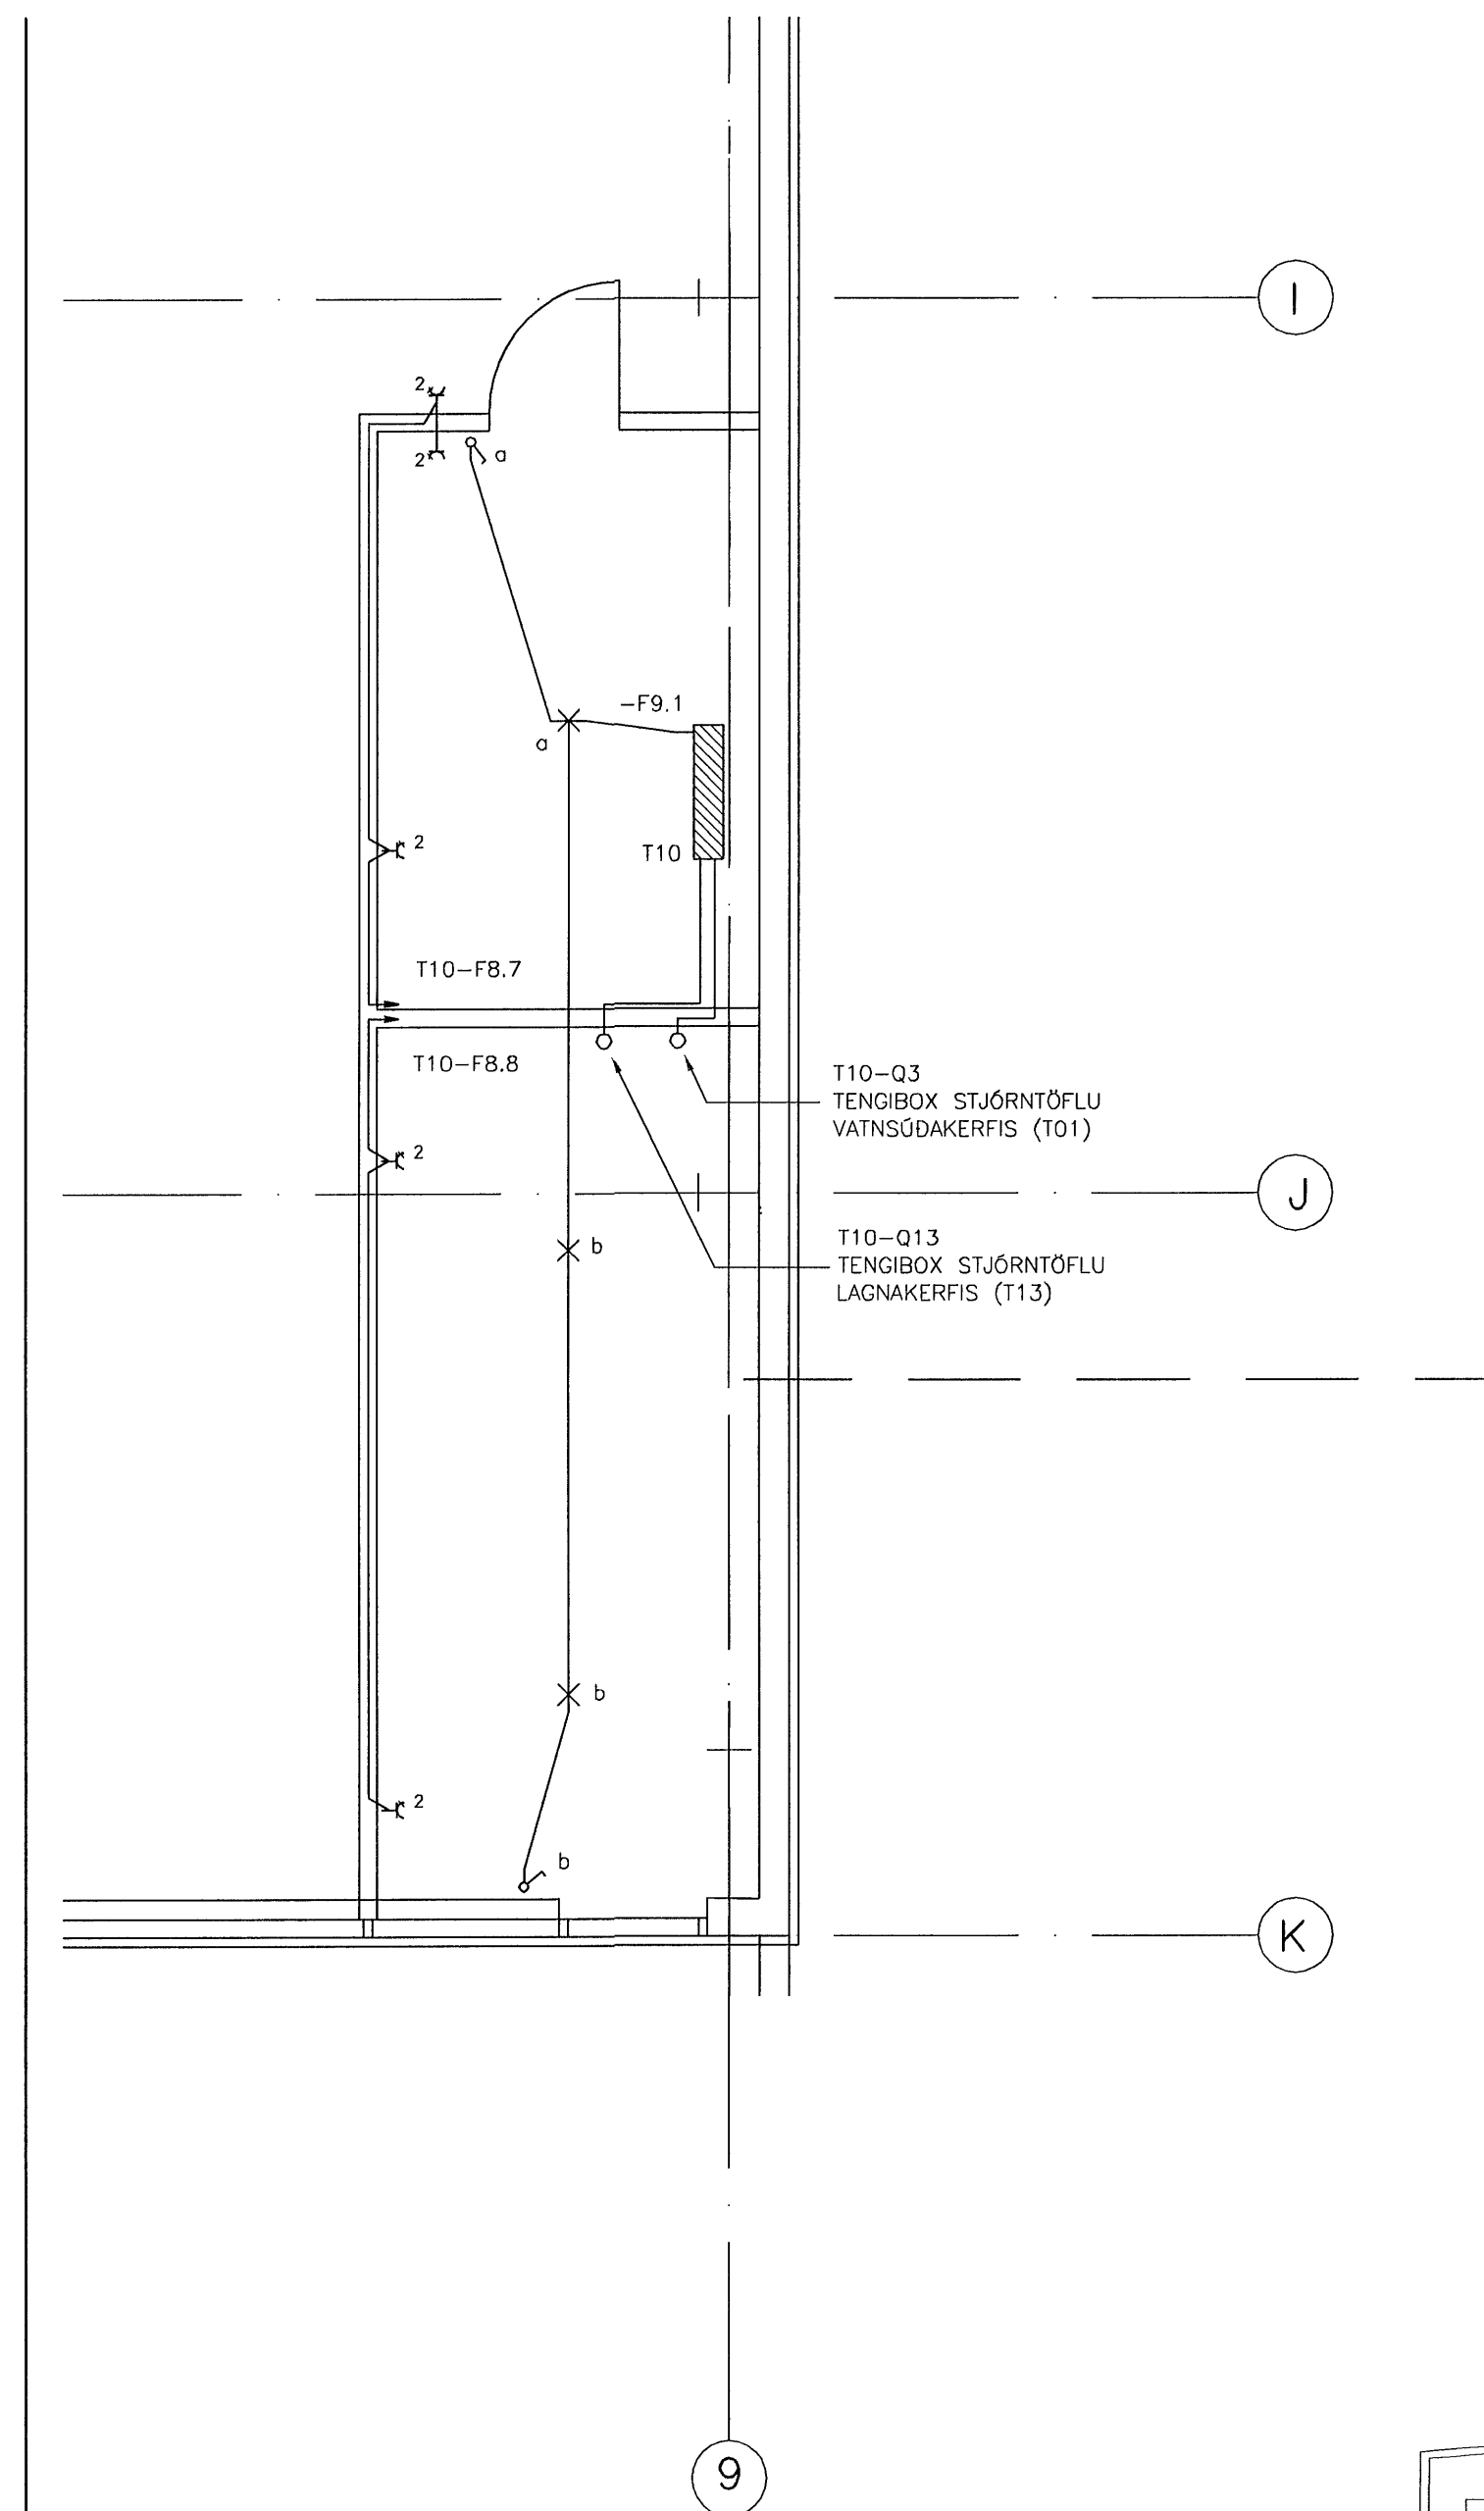 I
2
2
a
-F9.1
a
T10
2
T10-F8.7
T10-F8.8
T10-Q3
TENGIBOX STJÓRNTÖFLU
VATNSÚÐAKERFIS (T01)
2
J
b
T10-Q13
TENGIBOX STJÓRNTÖFLU
LAGNAKERFIS (T13)
b
2
b
K
9